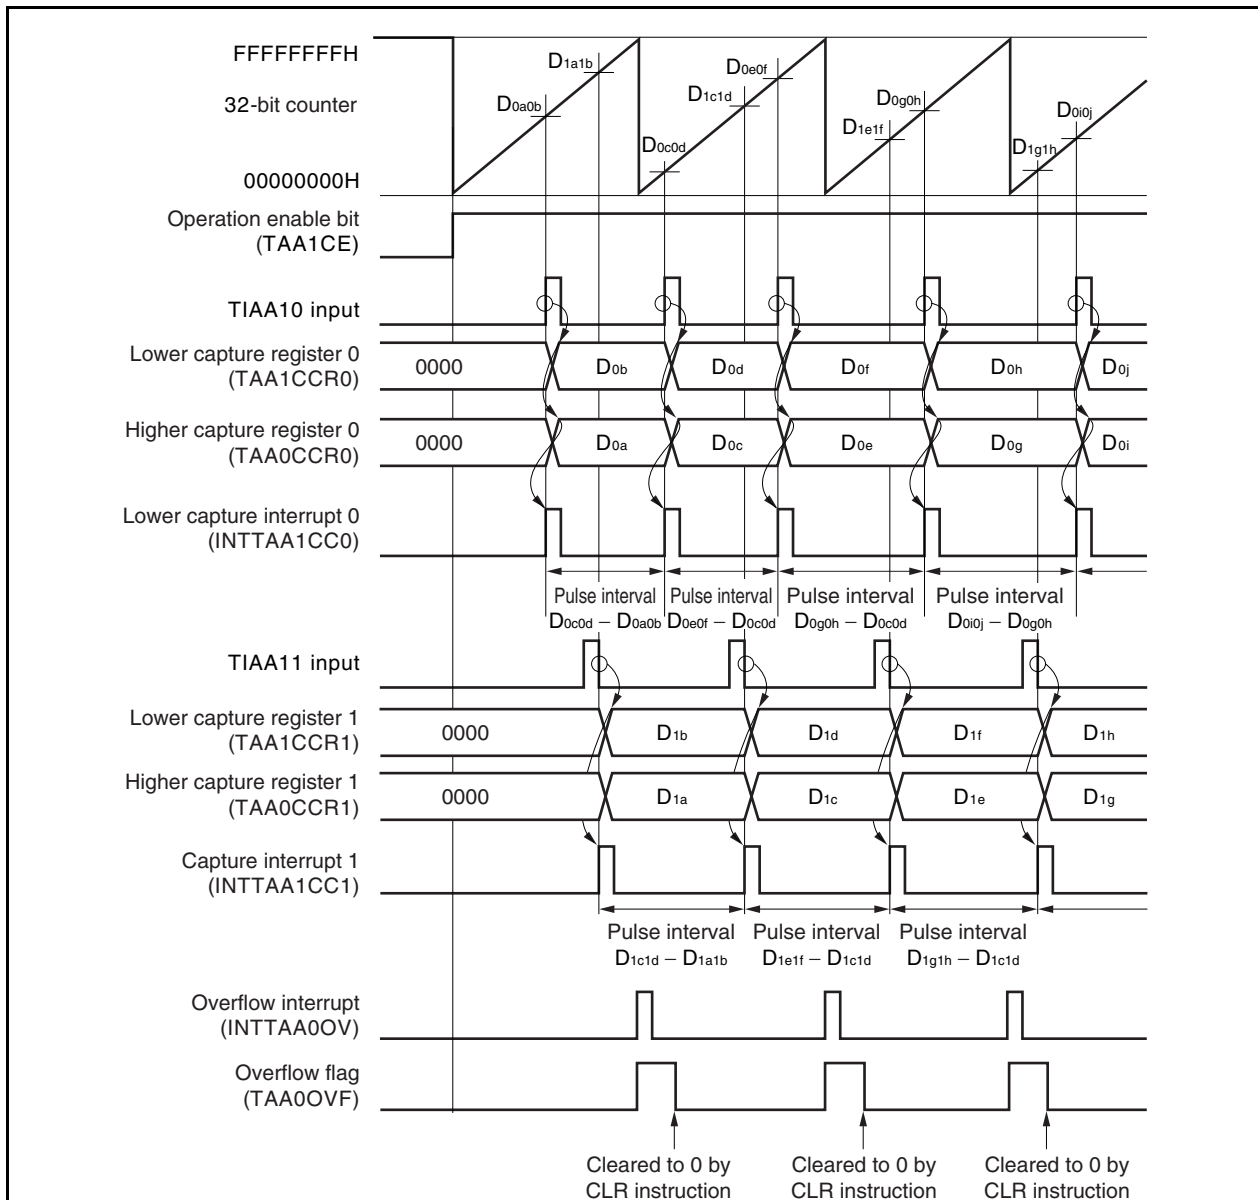 FFFFFFFFH
32-bit counter
00000000H
D0a0b
D1a1b
D0c0d
D1c1d
D0e0f
D1e1f
D0g0h
D1g1h
D0i0j
Operation enable bit
(TAA1CE)
TIAA10 input
Lower capture register 0
(TAA1CCR0)
0000
D0b
D0d
D0f
D0h
D0j
Higher capture register 0
(TAA0CCR0)
0000
D0a
D0c
D0e
D0g
D0i
Lower capture interrupt 0
(INTTAA1CC0)
Pulse interval
D0c0d – D0a0b
Pulse interval
D0e0f – D0c0d
Pulse interval
D0g0h – D0c0d
Pulse interval
D0i0j – D0g0h
TIAA11 input
Lower capture register 1
(TAA1CCR1)
0000
D1b
D1d
D1f
D1h
Higher capture register 1
(TAA0CCR1)
0000
D1a
D1c
D1e
D1g
Capture interrupt 1
(INTTAA1CC1)
Pulse interval
D1c1d – D1a1b
Pulse interval
D1e1f – D1c1d
Pulse interval
D1g1h – D1c1d
Overflow interrupt
(INTTAA0OV)
Overflow flag
(TAA0OVF)
Cleared to 0 by
CLR instruction
Cleared to 0 by
CLR instruction
Cleared to 0 by
CLR instruction